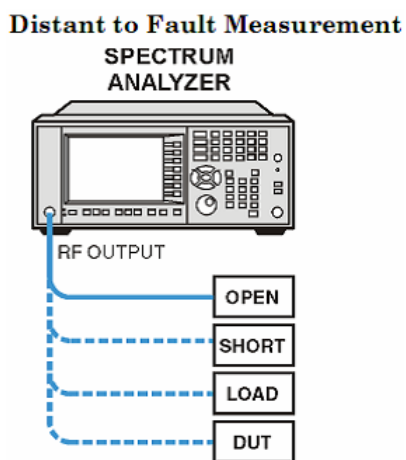 Distant to Fault Measurement
SPECTRUM
ANALYZER
RF OUTPUT
OPEN
SHORT
LOAD
DUT